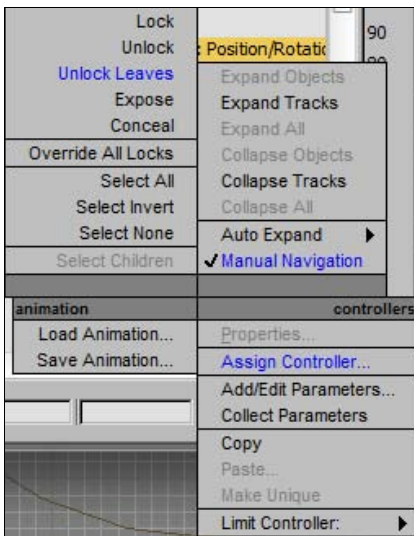 Lock
Unlock
Unlock Leaves
Expose
Conceal
Override All Locks
Select All
Select Invert
Select None
Select Children
: Position/Rotatic
90
Expand Objects
Expand Tracks
Expand All
Collapse Objects
Collapse Tracks
Collapse All
Auto Expand
Manual Navigation
animation
Load Animation...
Save Animation...
controllers
Properties...
Assign Controller...
Add/Edit Parameters...
Collect Parameters
Copy
Paste...
Make Unique
Limit Controller: